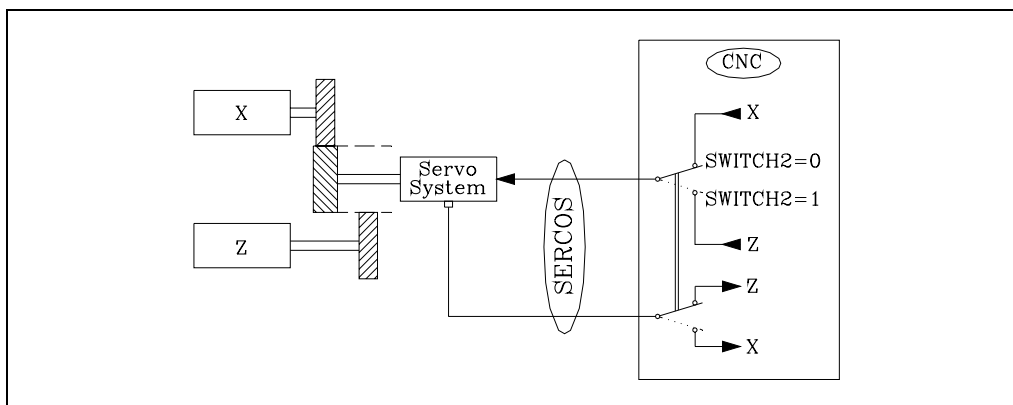 CNC
X
X
SWITCH2=0
Servo
System
SWITCH2=1
SERCOS
Z
Z
Z
X